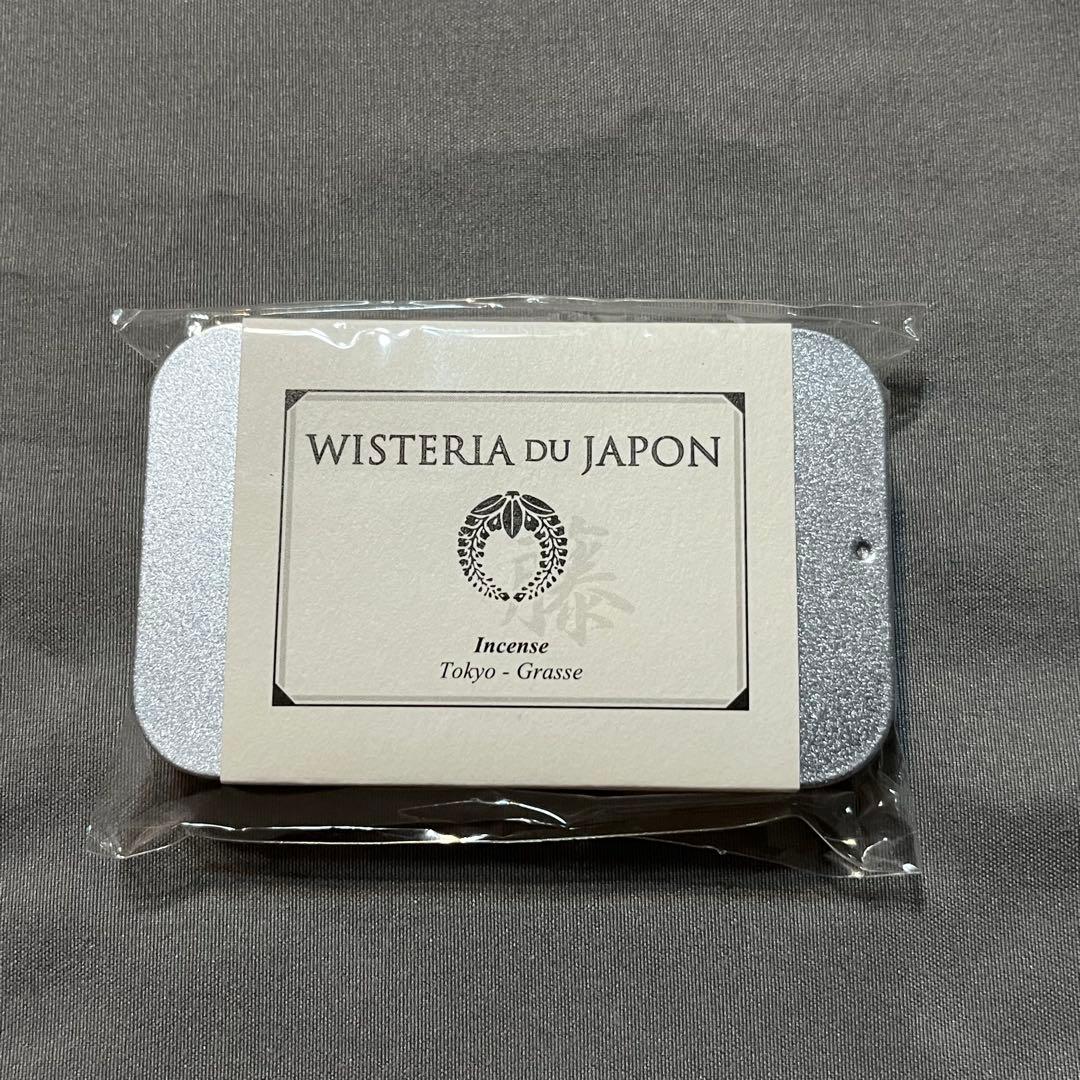 WISTERIA DU JAPON
藤
Incense
Tokyo - Grasse